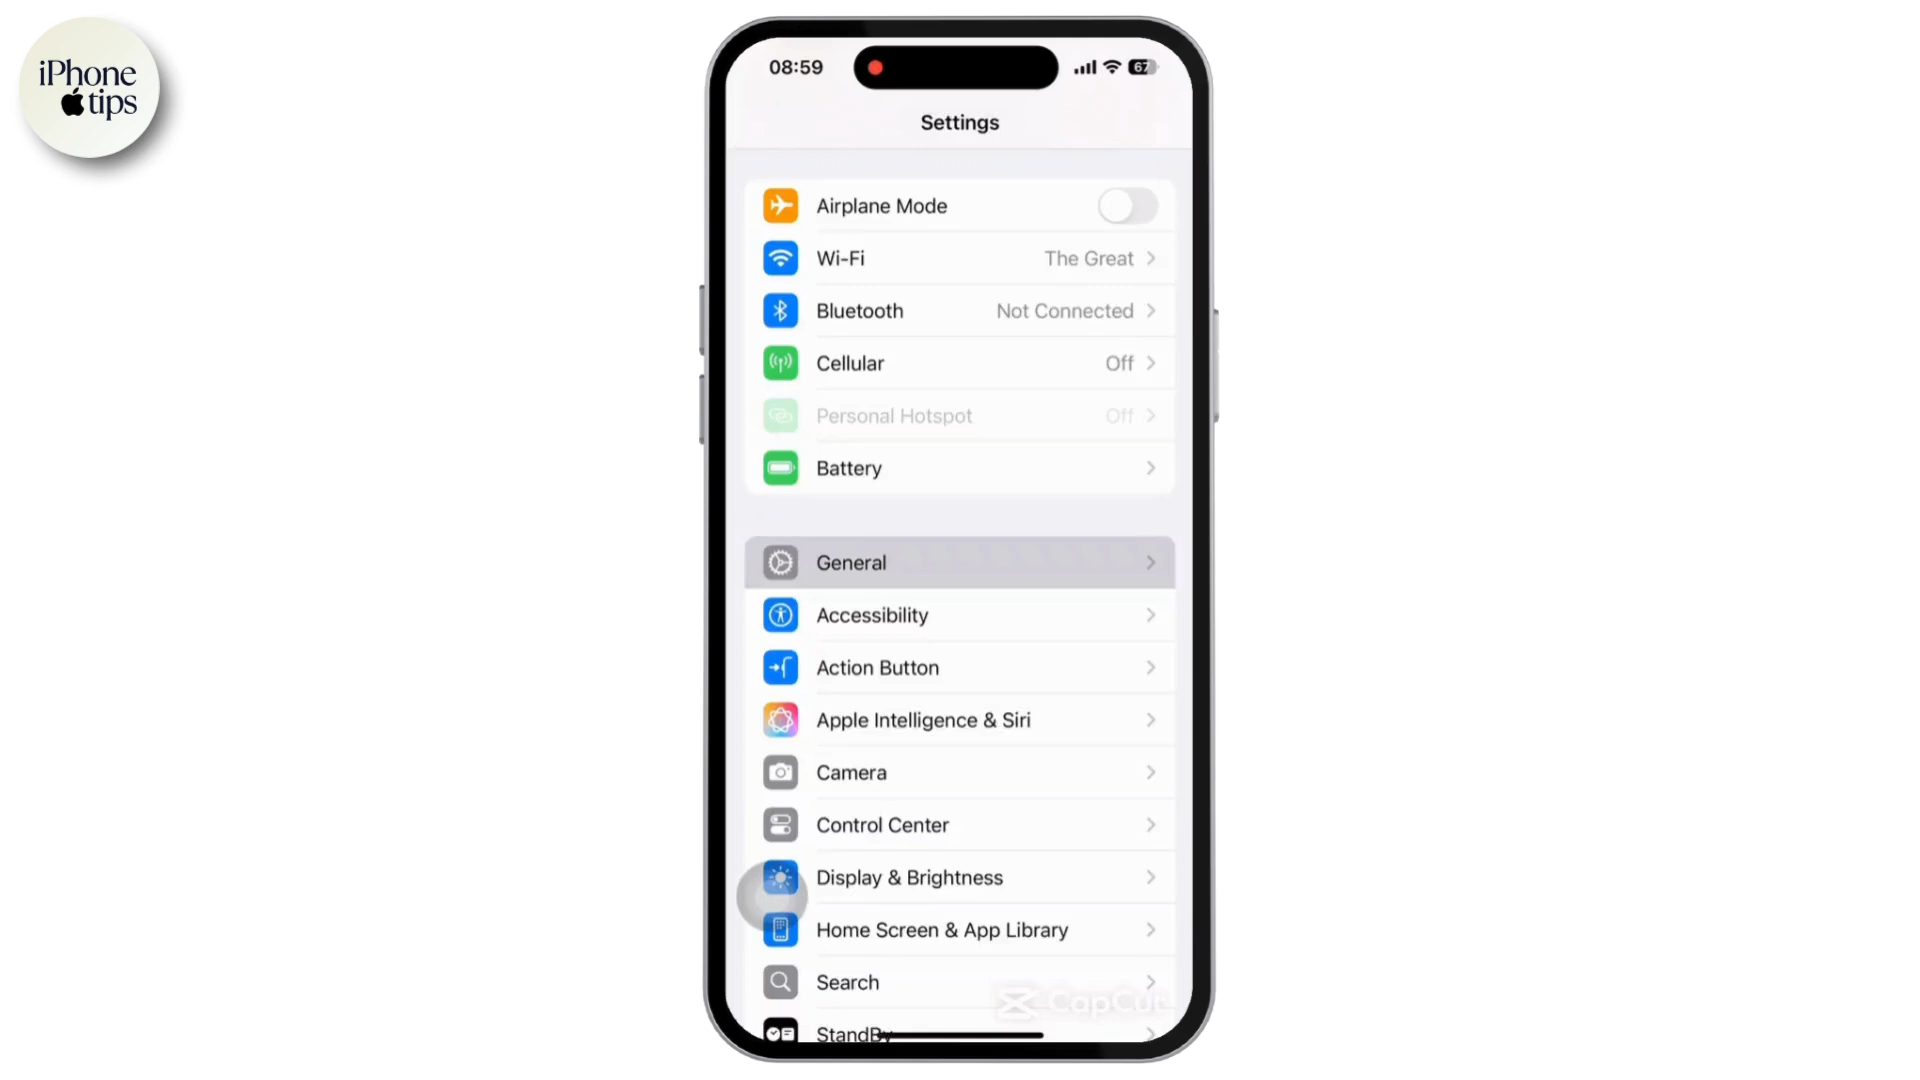 iPhone
tips
08:59
67
Settings
Airplane Mode
Wi-Fi The Great
Bluetooth Not Connected
Cellular Off
Personal Hotspot Off
Battery
General
Accessibility
Action Button
Apple Intelligence & Siri
Camera
Control Center
Display & Brightness
Home Screen & App Library
Search
CapCut
StandBy